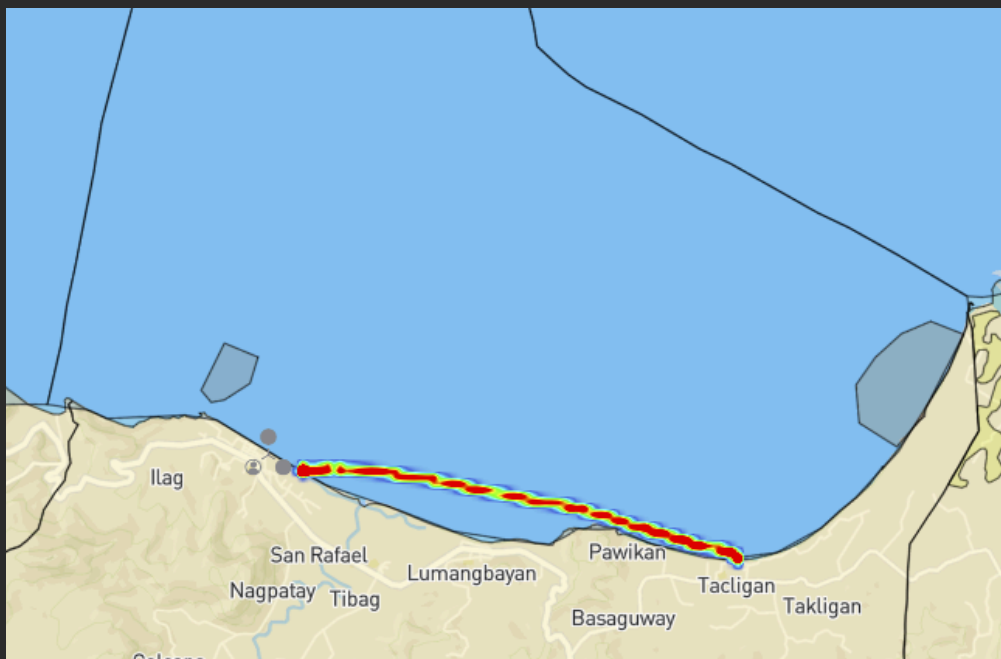 Ilag
San Rafael
Pawikan
Lumangbayan
Tacligan
Nagpatay
Tibag
Takligan
Basaguway